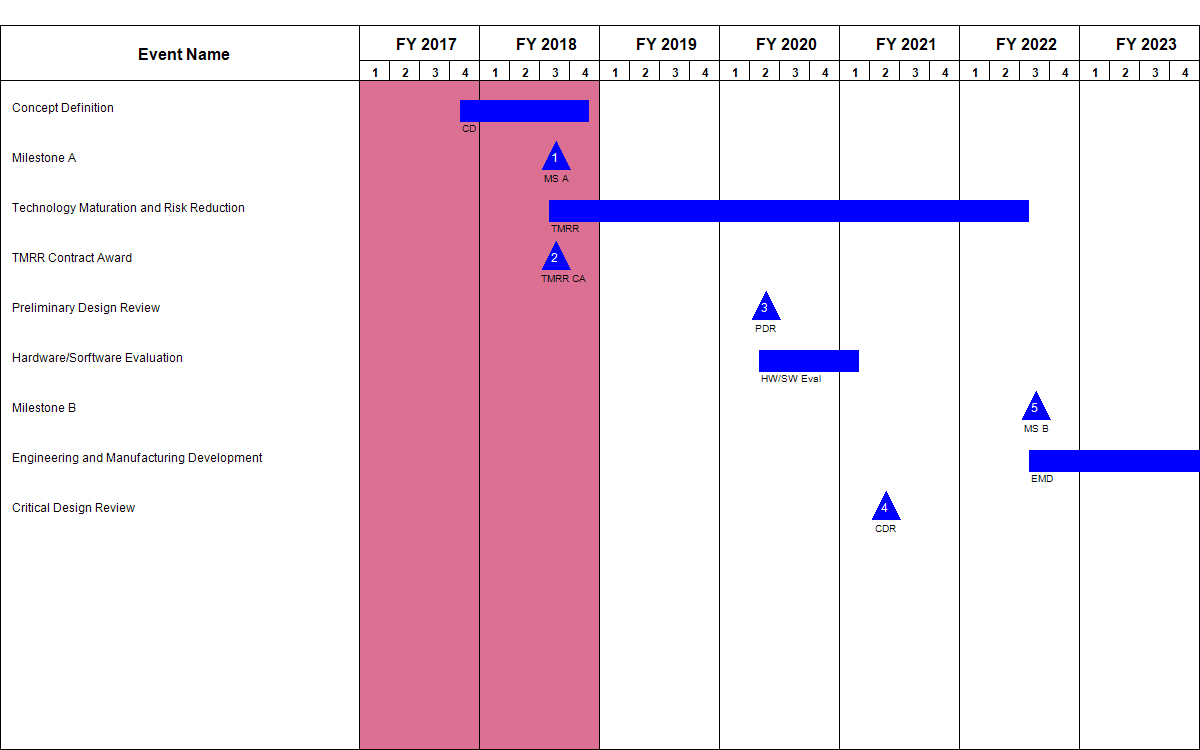 Event Name
FY 2017 FY 2018 FY 2019 FY 2020 FY 2021 FY 2022 FY 2023
1 2 3 4 1 2 3 4 1 2 3 4 1 2 3 4 1 2 3 4 1 2 3 4 1 2 3 4
Concept Definition
CD
Milestone A 1
MS A
Technology Maturation and Risk Reduction
TMRR
TMRR Contract Award 2
TMRR CA
Preliminary Design Review 3
PDR
Hardware/Sorftware Evaluation
HW/SW Eval
Milestone B 5
MS B
Engineering and Manufacturing Development
EMD
Critical Design Review 4
CDR